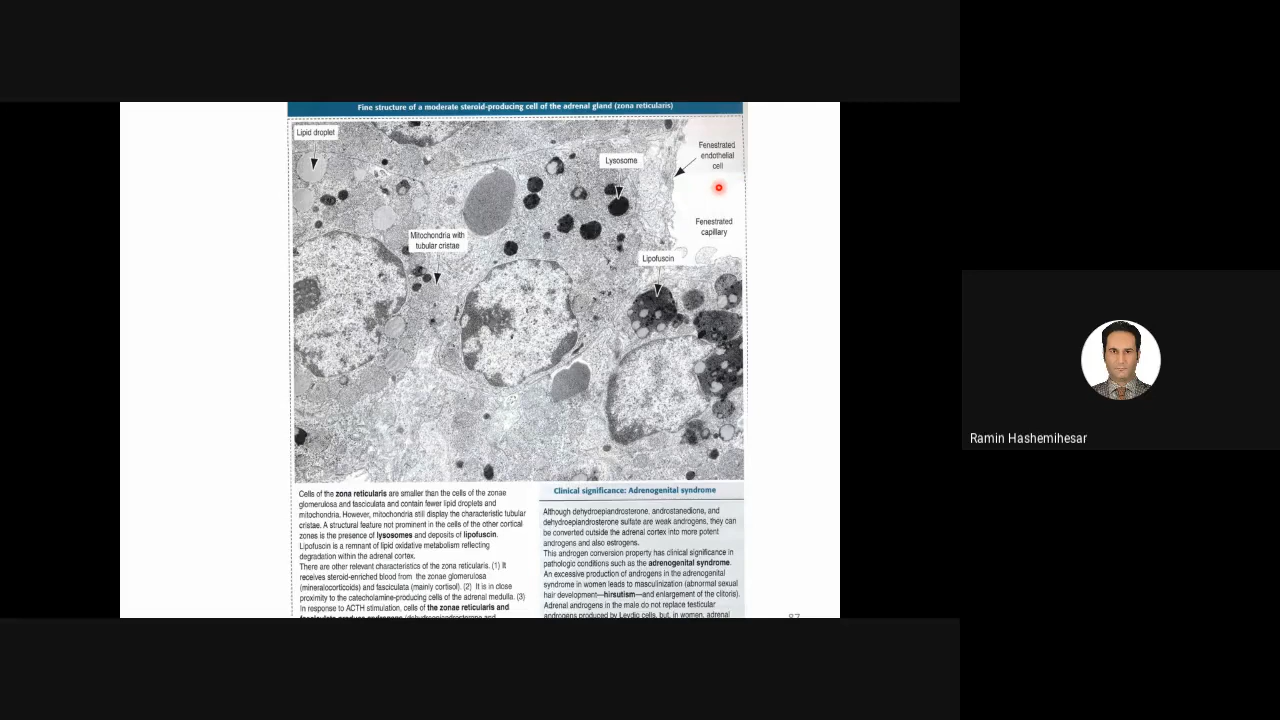 Fine structure of a moderate steroid-producing cell of the adrenal gland (zona reticularis)
Lipid droplet
Lysosome
Fenestrated
endothelial
cell
Fenestrated
capillary
Mitochondria with
tubular cristae
Lipofuscin
Cells of the zona reticularis are smaller than the cells of the zonae
glomerulosa and fasciculata and contain fewer lipid droplets and
mitochondria. However, mitochondria still display the characteristic tubular
cristae. A structural feature not prominent in the cells of the other cortical
zones is the presence of lysosomes and deposits of lipofuscin.
Lipofuscin is a remnant of lipid oxidative metabolism reflecting
degradation within the adrenal cortex.
There are other relevant characteristics of the zona reticularis. (1) It
receives steroid-enriched blood from the zonae glomerulosa
(mineralocorticoids) and fasciculata (mainly cortisol). (2) It is in close
proximity to the catecholamine-producing cells of the adrenal medulla. (3)
In response to ACTH stimulation, cells of the zonae reticularis and
fasciculata produce androgens (dehydroepiandrosterone and
Clinical significance: Adrenogenital syndrome
Although dehydroepiandrosterone, androstanediona, and
dehydroepiandrosterone sulfate are weak androgens, they can
be converted outside the adrenal cortex into more potent
androgens and also estrogens.
This androgen conversion property has clinical significance in
pathologic conditions such as the adrenogenital syndrome.
An excessive production of androgens in the adrenogenital
syndrome in women leads to masculinization (abnormal sexual
hair development—hirsutism—and enlargement of the clitoris).
Adrenal androgens in the male do not replace testicular
androgens produced by Leydig cells, but, in women, adrenal
87
Ramin Hashemihesar